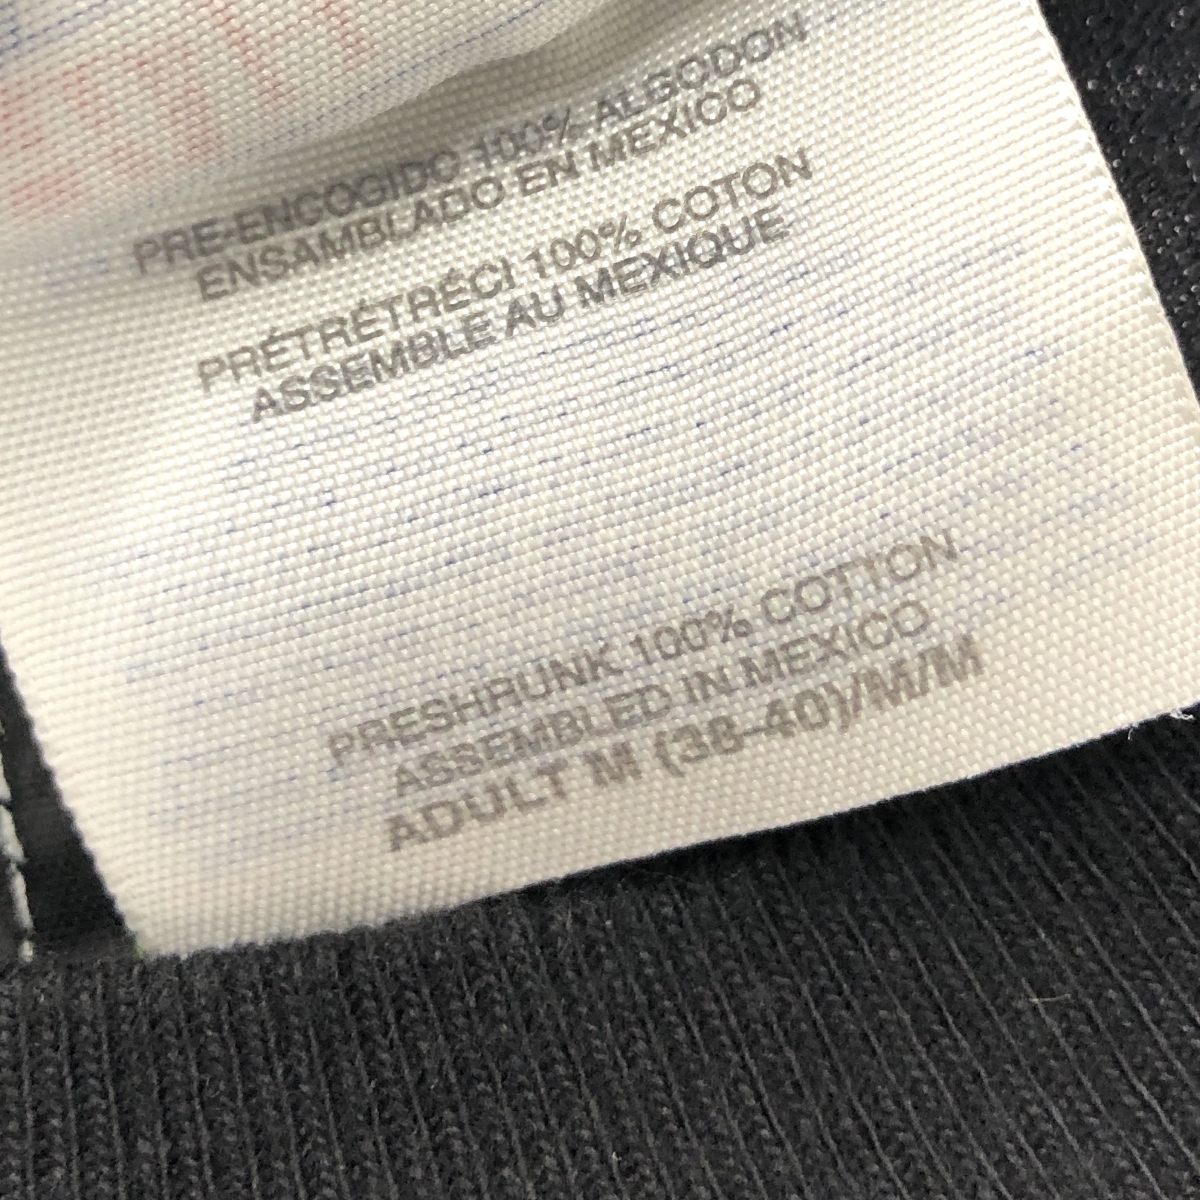 PRE-ENCOGIDO 100% ALGODON
ENSAMBLADO EN MEXICO
PRÉTRÉTRÉCI 100% COTON
ASSEMBLE AU MEXIQUE
PRESHRUNK 100% COTTON
ASSEMBLED IN MEXICO
ADULT M (38-40)/M/M